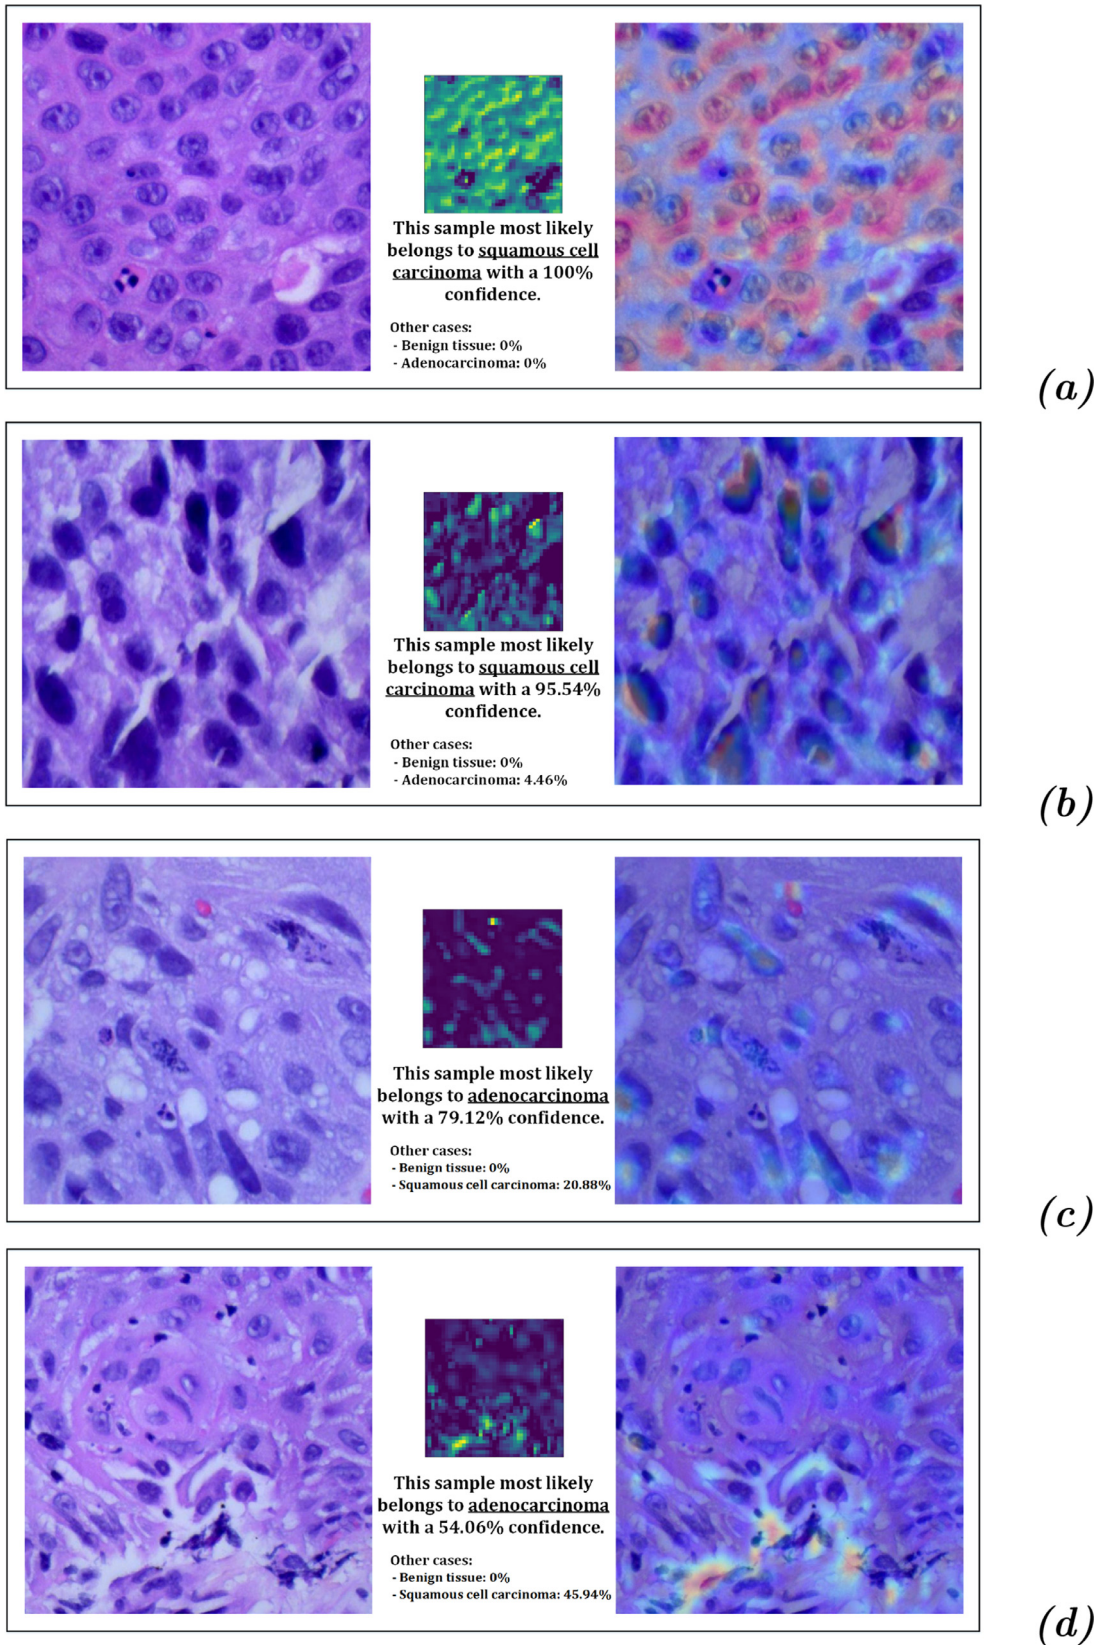 This sample most likely
belongs to squamous cell
carcinoma with a 100%
confidence.
Other cases:
- Benign tissue: 0%
- Adenocarcinoma: 0%
(a)
This sample most likely
belongs to squamous cell
carcinoma with a 95.54%
confidence.
Other cases:
- Benign tissue: 0%
- Adenocarcinoma: 4.46%
(b)
This sample most likely
belongs to adenocarcinoma
with a 79.12% confidence.
Other cases:
- Benign tissue: 0%
- Squamous cell carcinoma: 20.88%
(c)
This sample most likely
belongs to adenocarcinoma
with a 54.06% confidence.
Other cases:
- Benign tissue: 0%
- Squamous cell carcinoma: 45.94%
(d)